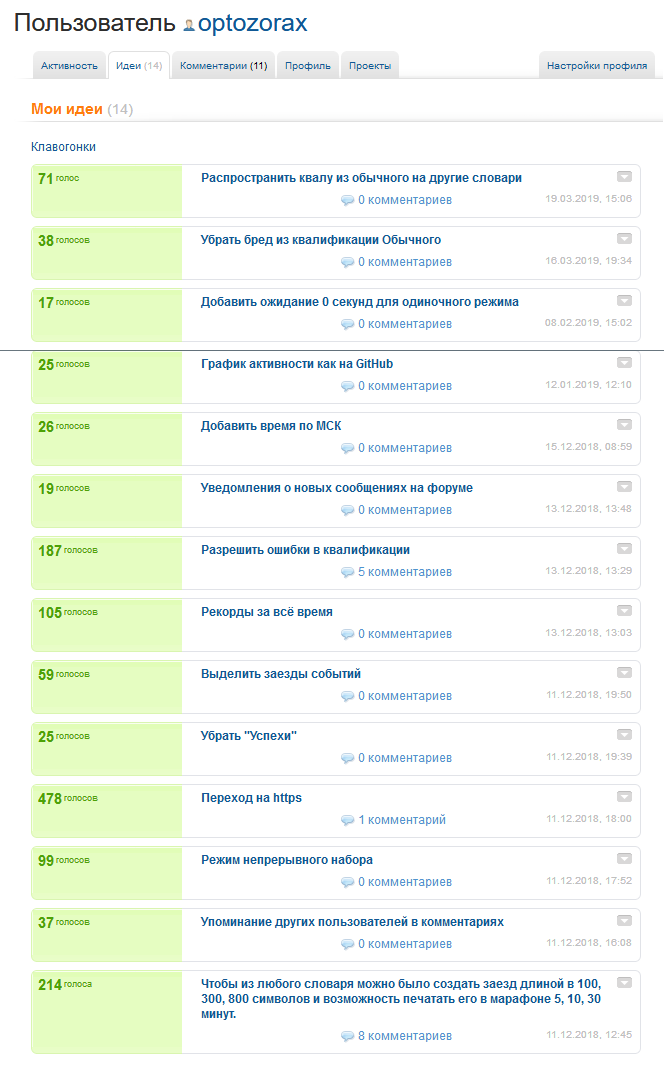 Пользователь optozorax
Активность Идеи (14) Комментарии (11) Профиль Проекты Настройки профиля
Мои идеи (14)
Клавогонки
71 голос Распространить квалу из обычного на другие словари
0 комментариев 19.03.2019, 15:06
38 голосов Убрать бред из квалификации Обычного
0 комментариев 16.03.2019, 19:34
17 голосов Добавить ожидание 0 секунд для одиночного режима
0 комментариев 08.02.2019, 15:02
25 голосов График активности как на GitHub
0 комментариев 12.01.2019, 12:10
26 голосов Добавить время по МСК
0 комментариев 15.12.2018, 08:59
19 голосов Уведомления о новых сообщениях на форуме
0 комментариев 13.12.2018, 13:48
187 голосов Разрешить ошибки в квалификации
5 комментариев 13.12.2018, 13:29
105 голосов Рекорды за всё время
0 комментариев 13.12.2018, 13:03
59 голосов Выделить заезды событий
0 комментариев 11.12.2018, 19:50
25 голосов Убрать "Успехи"
0 комментариев 11.12.2018, 19:39
478 голосов Переход на https
1 комментарий 11.12.2018, 18:00
99 голосов Режим непрерывного набора
0 комментариев 11.12.2018, 17:52
37 голосов Упоминание других пользователей в комментариях
0 комментариев 11.12.2018, 16:08
214 голоса Чтобы из любого словаря можно было создать заезд длиной в 100,
300, 800 символов и возможность печатать его в марафоне 5, 10, 30
минут.
8 комментариев 11.12.2018, 12:45